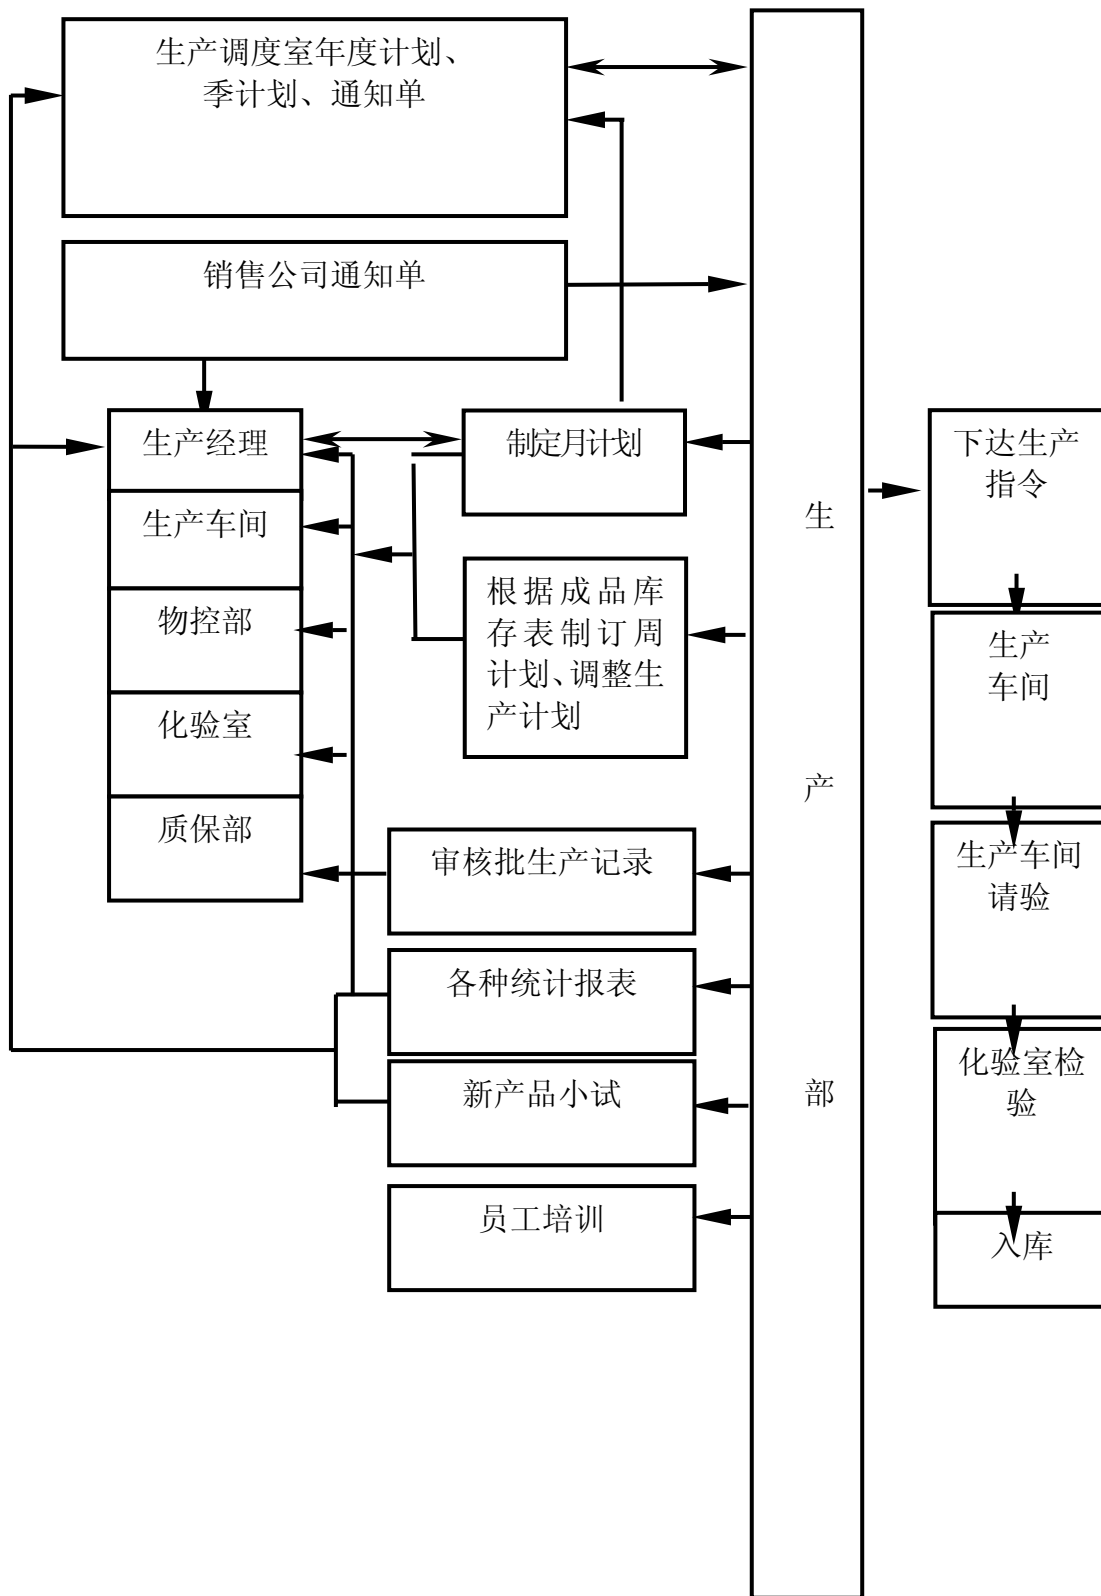 生产调度室年度计划、
季计划、通知单
销售公司通知单
生产经理
生产车间
物控部
化验室
质保部
制定月计划
根据成品库
存表制订周
计划、调整生
产计划
审核批生产记录
各种统计报表
新产品小试
员工培训
生
产
部
下达生产
指令
生产
车间
生产车间
请验
化验室检
验
入库